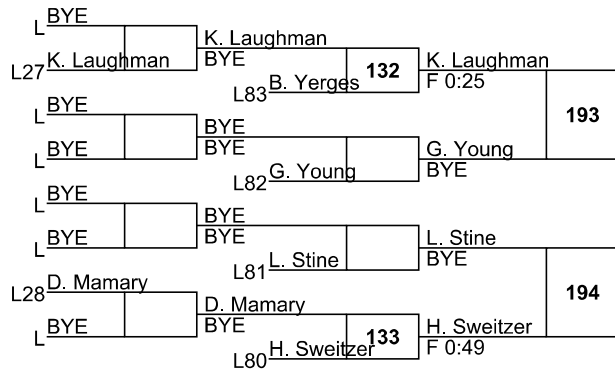 L BYE
L27 K. Laughman
K. Laughman
BYE
L83 B. Yerges
132
K. Laughman
F 0:25
193
L BYE
L BYE
BYE
BYE
L82 G. Young
G. Young
BYE
L BYE
L BYE
BYE
BYE
L81 L. Stine
L. Stine
BYE
194
L28 D. Mamary
L BYE
D. Mamary
BYE
L80 H. Sweitzer
133
H. Sweitzer
F 0:49